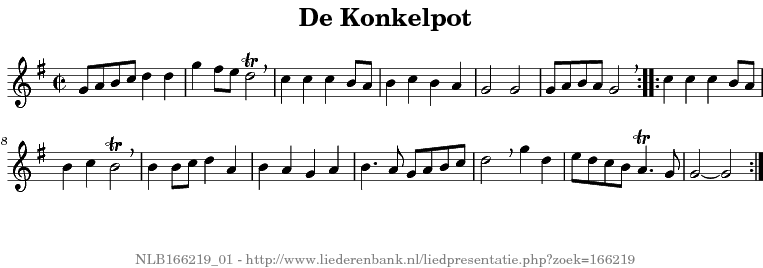 De Konkelpot
8
NLB166219_01 - http://www.liederenbank.nl/liedpresentatie.php?zoek=166219